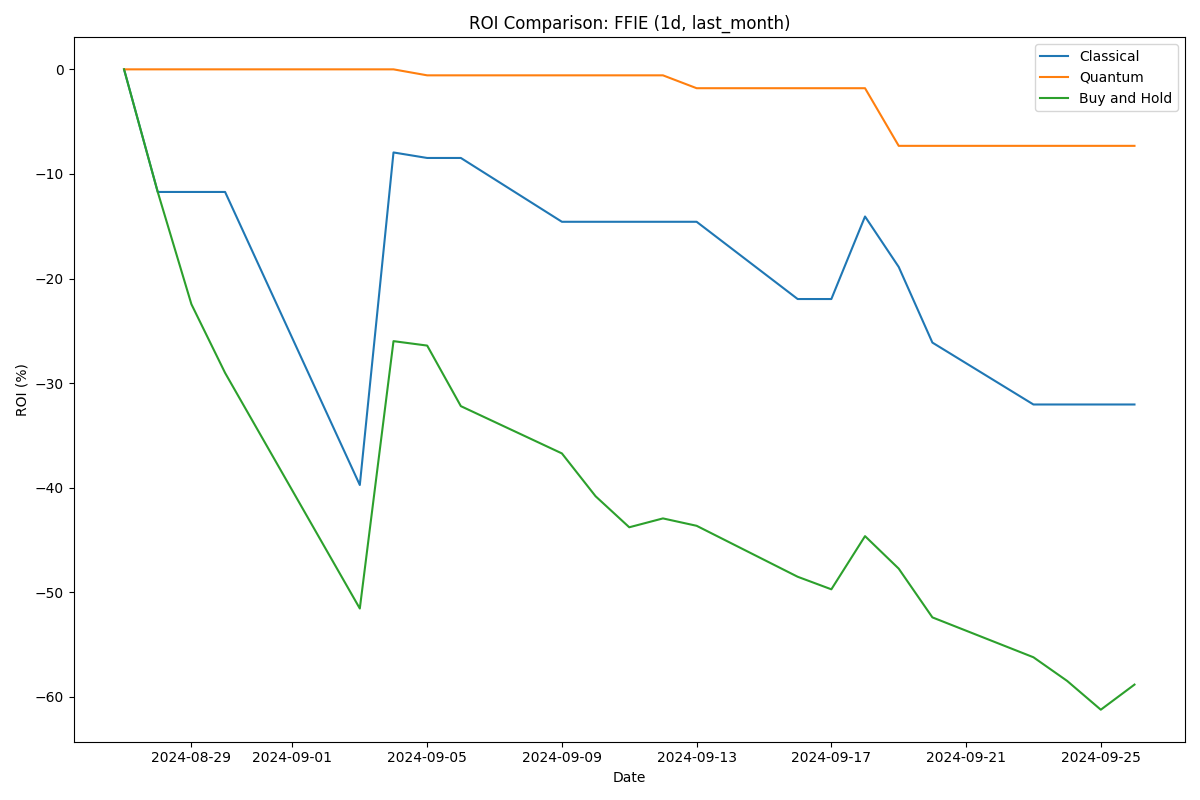 ROI Comparison: FFIE (1d, last_month)
Classical
Quantum
Buy and Hold
ROI (%)
0
−10
−20
−30
−40
−50
−60
2024-08-29
2024-09-01
2024-09-05
2024-09-09
2024-09-13
2024-09-17
2024-09-21
2024-09-25
Date